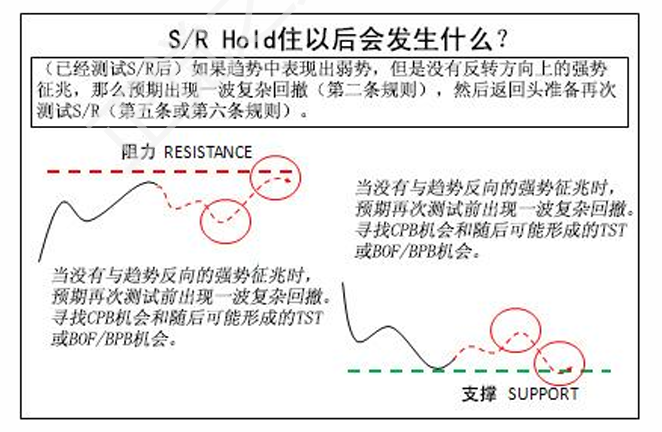 S/R Hold住以后会发生什么？
（已经测试S/R后）如果趋势中表现出弱势，但是没有反转方向上的强势
征兆，那么预期出现一波复杂回撤（第二条规则），然后返回头准备再次
测试S/R（第五条或第六条规则）。
阻力 RESISTANCE
当没有与趋势反向的强势征兆时，
预期再次测试前出现一波复杂回撤。
寻找CPB机会和随后可能形成的TST
或BOF/BPB机会。
当没有与趋势反向的强势征兆时，
预期再次测试前出现一波复杂回撤。
寻找CPB机会和随后可能形成的TST
或BOF/BPB机会。
支撑 SUPPORT